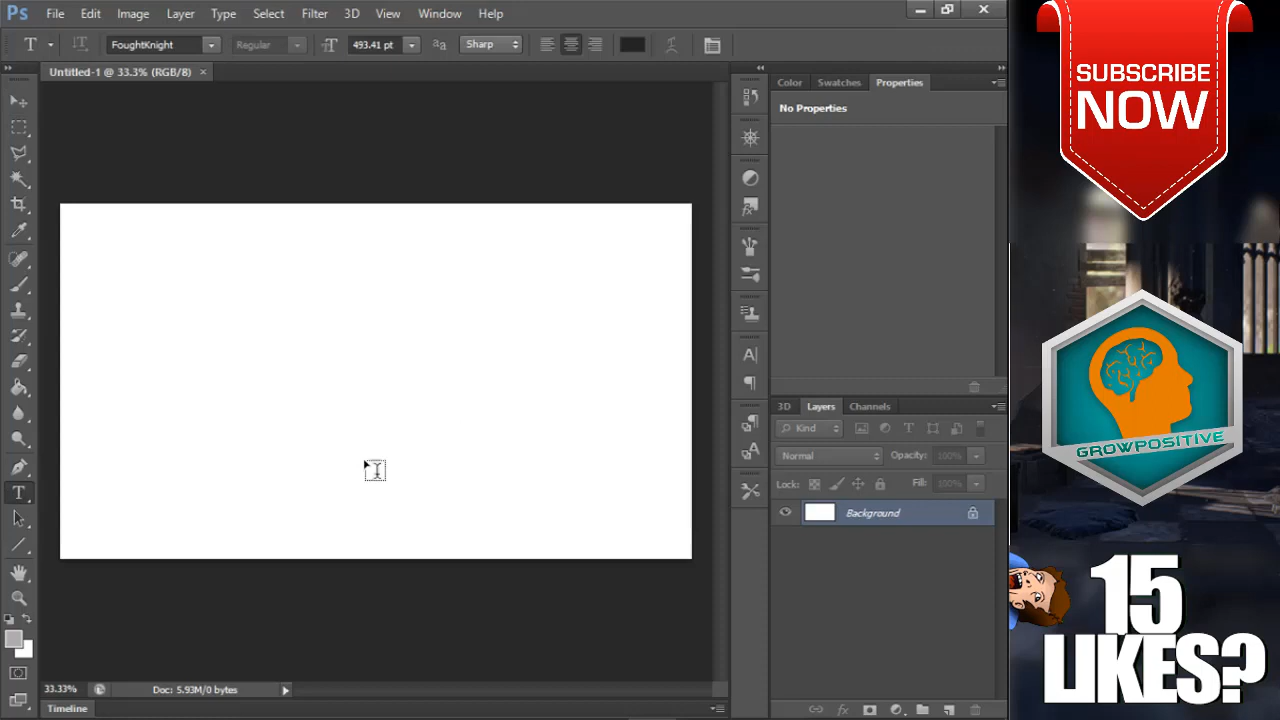 Ps File Edit Image Layer Type Select Filter 3D View Window Help
T FoughtKnight Regular 493.41 pt aa Sharp
Untitled-1 @ 33.3% (RGB/8) ×
Color Swatches Properties
No Properties
3D Layers Channels
Kind
Normal Opacity: 100%
Lock: Fill: 100%
Background
33.33% Doc: 5.93M/0 bytes
Timeline
SUBSCRIBE
NOW
GROWPOSITIVE
15
LIKES?